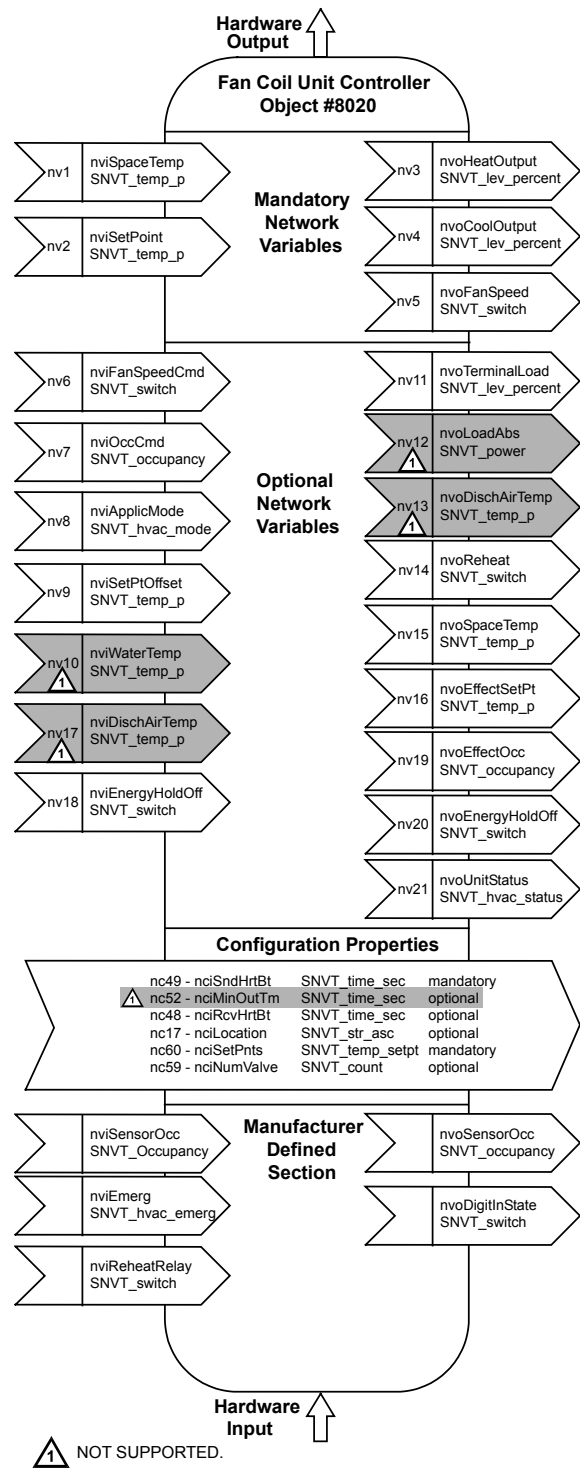 Hardware
Output
Fan Coil Unit Controller
Object #8020
nv1
nviSpaceTemp
SNVT_temp_p
nv2
nviSetPoint
SNVT_temp_p
Mandatory
Network
Variables
nv3
nvoHeatOutput
SNVT_lev_percent
nv4
nvoCoolOutput
SNVT_lev_percent
nv5
nvoFanSpeed
SNVT_switch
nv6
nviFanSpeedCmd
SNVT_switch
nv7
nviOccCmd
SNVT_occupancy
nv8
nviApplicMode
SNVT_hvac_mode
nv9
nviSetPtOffset
SNVT_temp_p
nv10
1
nviWaterTemp
SNVT_temp_p
nv17
1
nviDischAirTemp
SNVT_temp_p
nv18
nviEnergyHoldOff
SNVT_switch
Optional
Network
Variables
nv11
nvoTerminalLoad
SNVT_lev_percent
nv12
1
nvoLoadAbs
SNVT_power
nv13
1
nvoDischAirTemp
SNVT_temp_p
nv14
nvoReheat
SNVT_switch
nv15
nvoSpaceTemp
SNVT_temp_p
nv16
nvoEffectSetPt
SNVT_temp_p
nv19
nvoEffectOcc
SNVT_occupancy
nv20
nvoEnergyHoldOff
SNVT_switch
nv21
nvoUnitStatus
SNVT_hvac_status
Configuration Properties
nc49 - nciSndHrtBt SNVT_time_sec mandatory
1 nc52 - nciMinOutTm SNVT_time_sec optional
nc48 - nciRcvHrtBt SNVT_time_sec optional
nc17 - nciLocation SNVT_str_asc optional
nc60 - nciSetPnts SNVT_temp_setpt mandatory
nc59 - nciNumValve SNVT_count optional
nviSensorOcc
SNVT_Occupancy
nviEmerg
SNVT_hvac_emerg
nviReheatRelay
SNVT_switch
Manufacturer
Defined
Section
nvoSensorOcc
SNVT_occupancy
nvoDigitInState
SNVT_switch
Hardware
Input
1 NOT SUPPORTED.